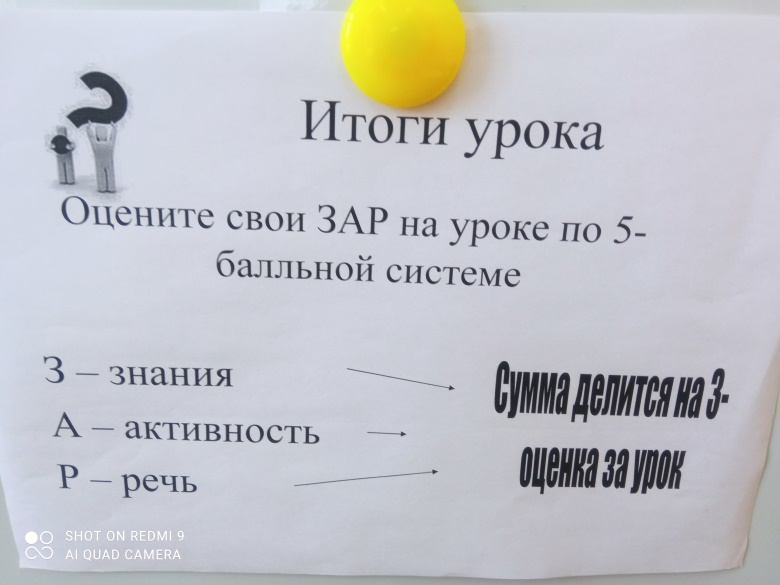 Итоги урока
Оцените свои ЗАР на уроке по 5-
балльной системе
З – знания
А – активность
Р – речь
Сумма делится на 3-
оценка за урок
SHOT ON REDMI 9
AI QUAD CAMERA